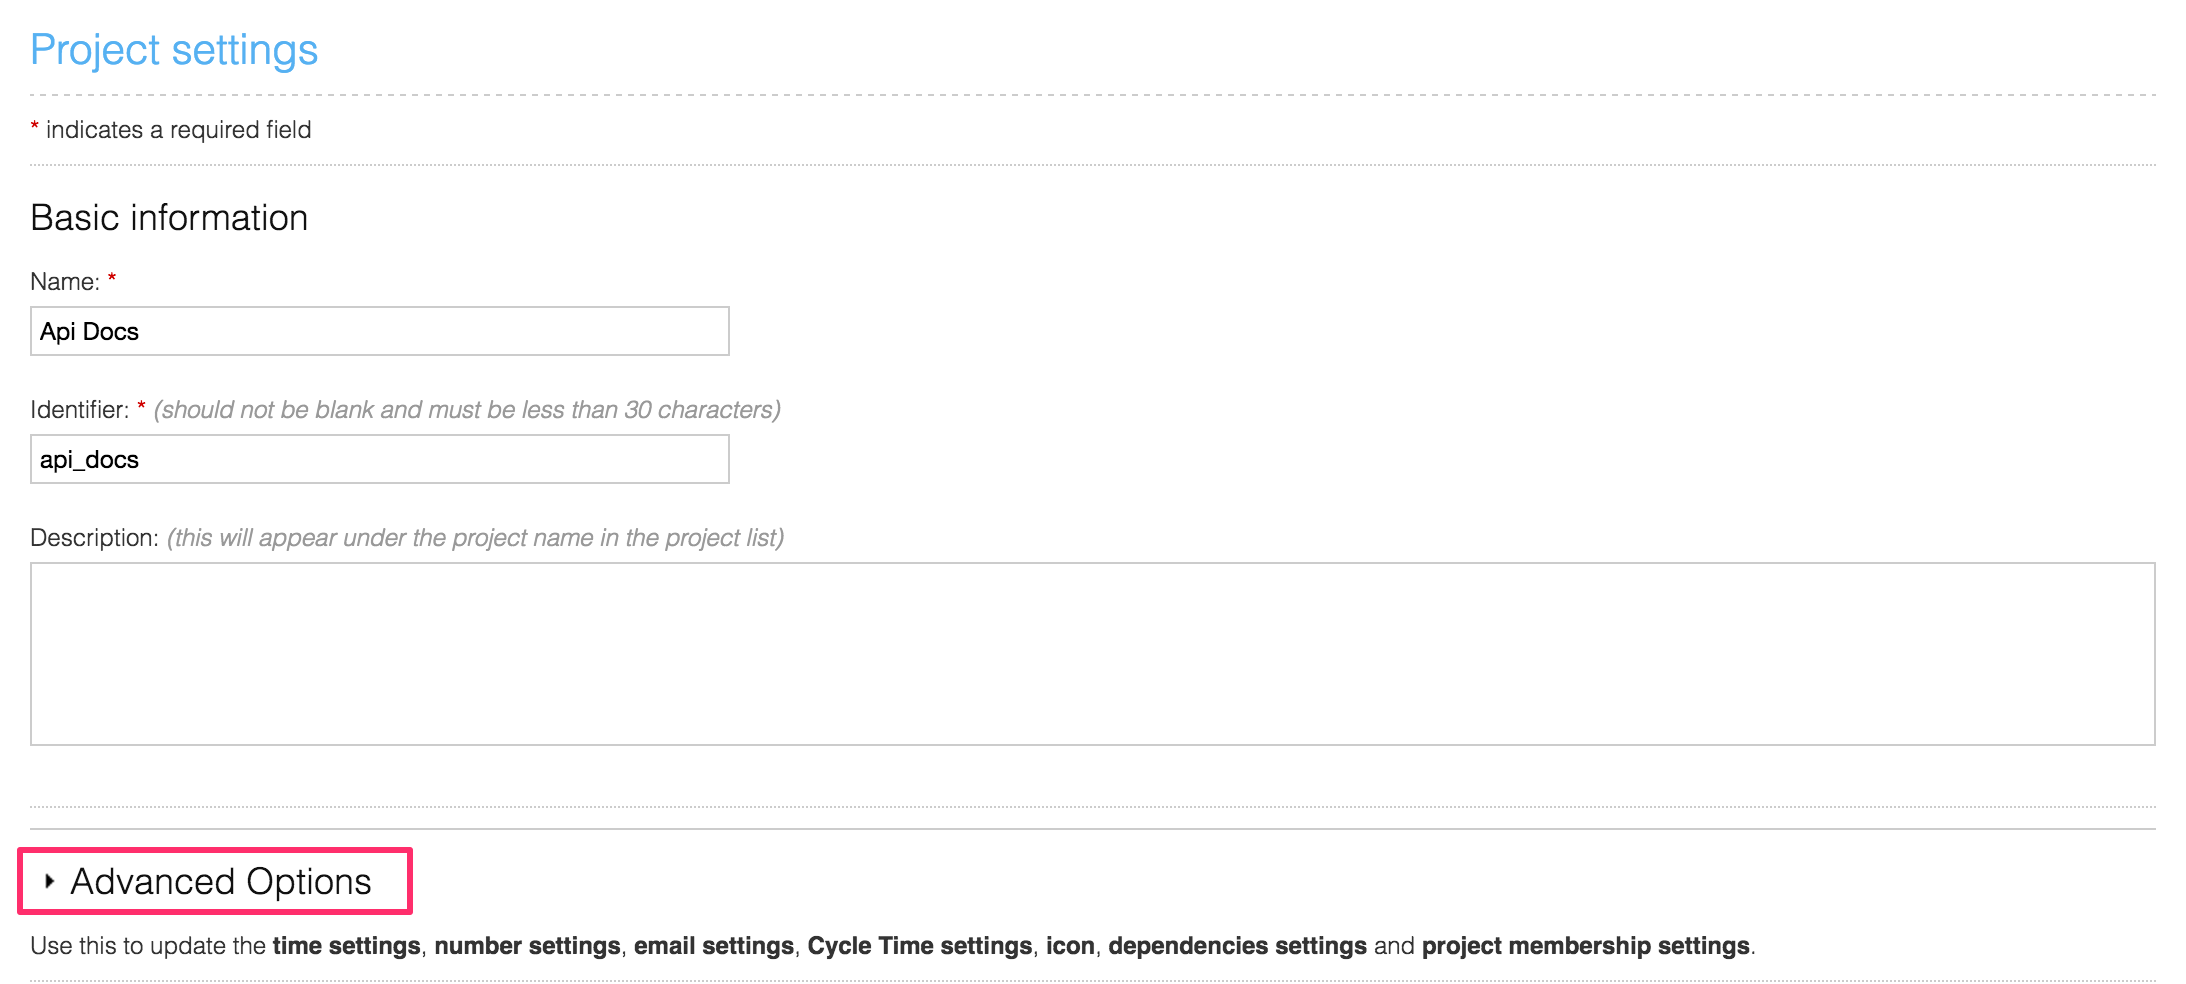 Project settings
* indicates a required field
Basic information
Name: *
Api Docs
Identifier: * (should not be blank and must be less than 30 characters)
api_docs
Description: (this will appear under the project name in the project list)
Advanced Options
Use this to update the time settings, number settings, email settings, Cycle Time settings, icon, dependencies settings and project membership settings.